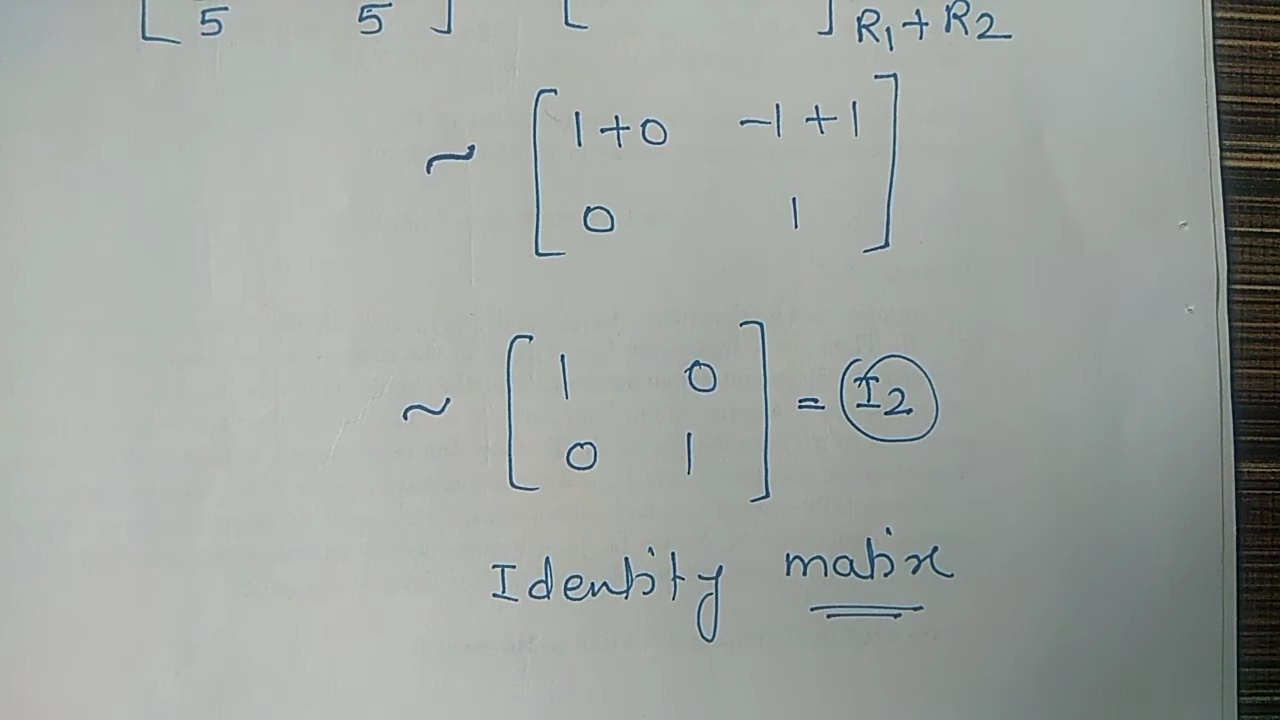 5 5 R₁+R2
~ [ 1+0 -1+1 ]
0 1
~ [ 1 0 ] = I2
0 1
Identity matrix